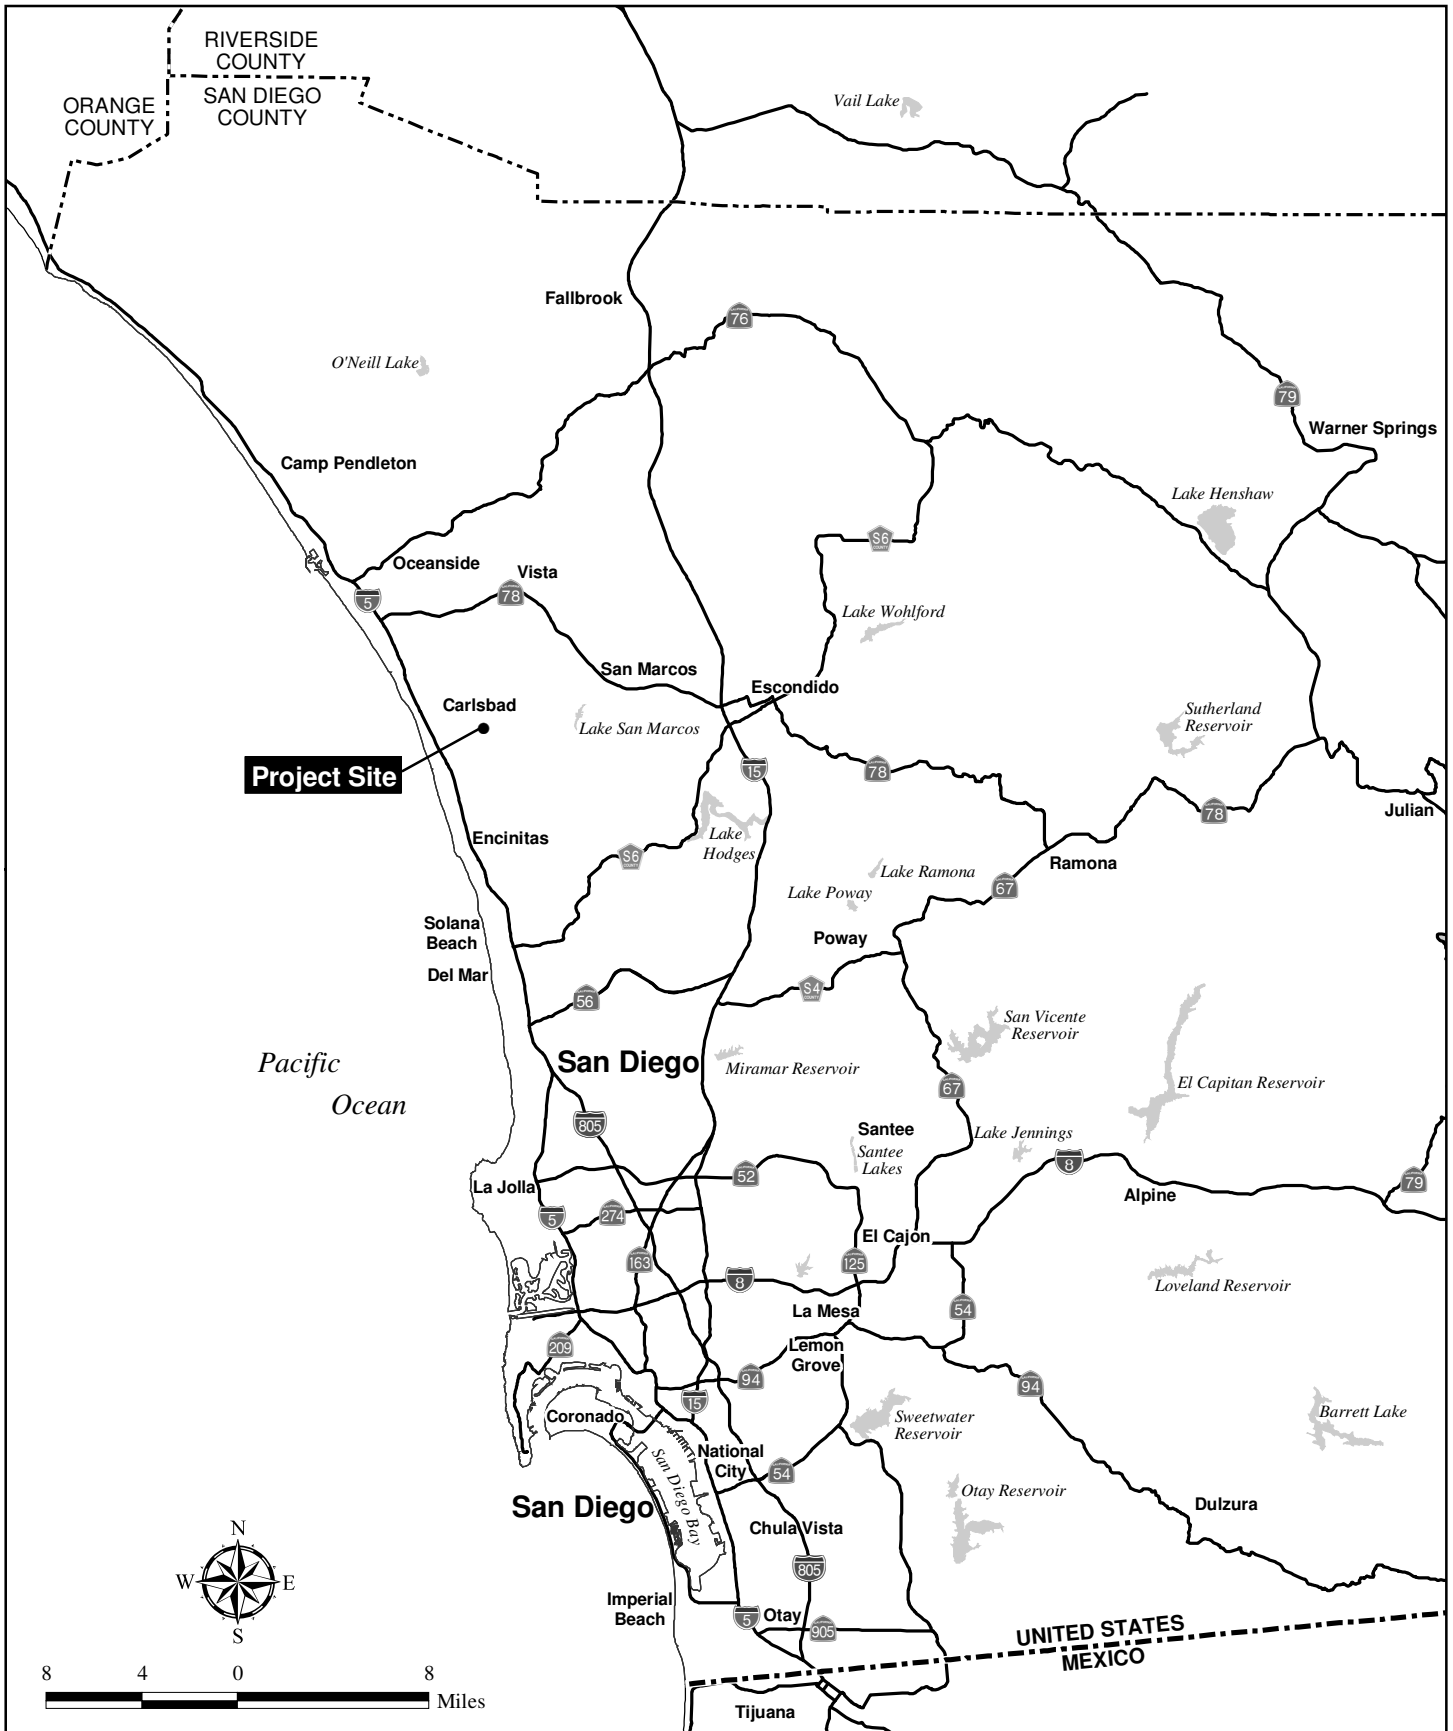 RIVERSIDE
COUNTY
ORANGE
COUNTY
SAN DIEGO
COUNTY
Vail Lake
Fallbrook
76
O'Neill Lake
79
Warner Springs
Camp Pendleton
Lake Henshaw
S6
COUNTY
Oceanside
Vista
78
5
Lake Wohlford
San Marcos
Escondido
Carlsbad
Lake San Marcos
Sutherland
Reservoir
Project Site
15
78
78
Julian
Encinitas
Lake
Hodges
S6
COUNTY
Ramona
Lake Ramona
67
Lake Poway
Solana
Beach
Poway
Del Mar
56
S4
COUNTY
San Vicente
Reservoir
Pacific
Ocean
San Diego
Miramar Reservoir
El Capitan Reservoir
67
805
Santee
Santee
Lakes
Lake Jennings
8
52
79
La Jolla
Alpine
5
274
El Cajon
163
125
8
Loveland Reservoir
La Mesa
54
209
Lemon
Grove
94
94
15
Coronado
Sweetwater
Reservoir
Barrett Lake
National
City
54
San Diego Bay
Otay Reservoir
San Diego
Dulzura
Chula Vista
805
N
W
E
S
Imperial
Beach
5
Otay
905
UNITED STATES
MEXICO
8
4
0
8
Miles
Tijuana